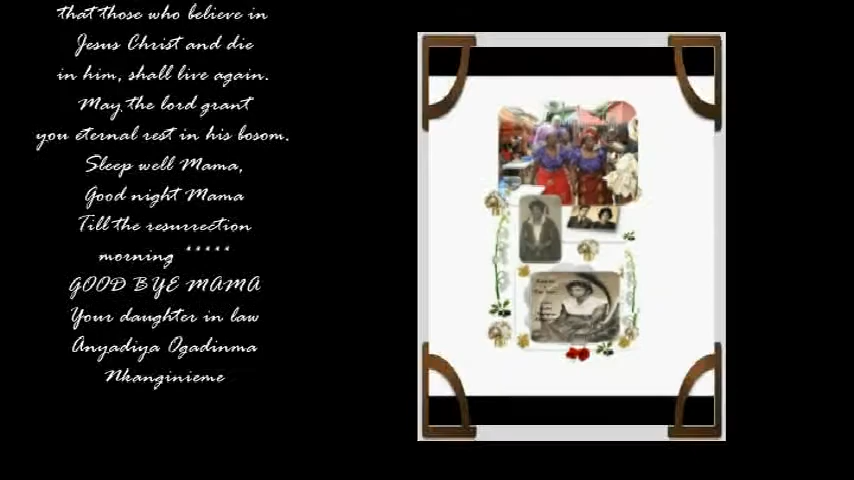 that those who believe in
Jesus Christ and die
in him, shall live again.
May the lord grant
you eternal rest in his bosom.
Sleep well Mama,
Good night Mama
Till the resurrection
morning *****
GOOD BYE MAMA
Your daughter in law
Anyadiya Ogadinma
Nkanginieme